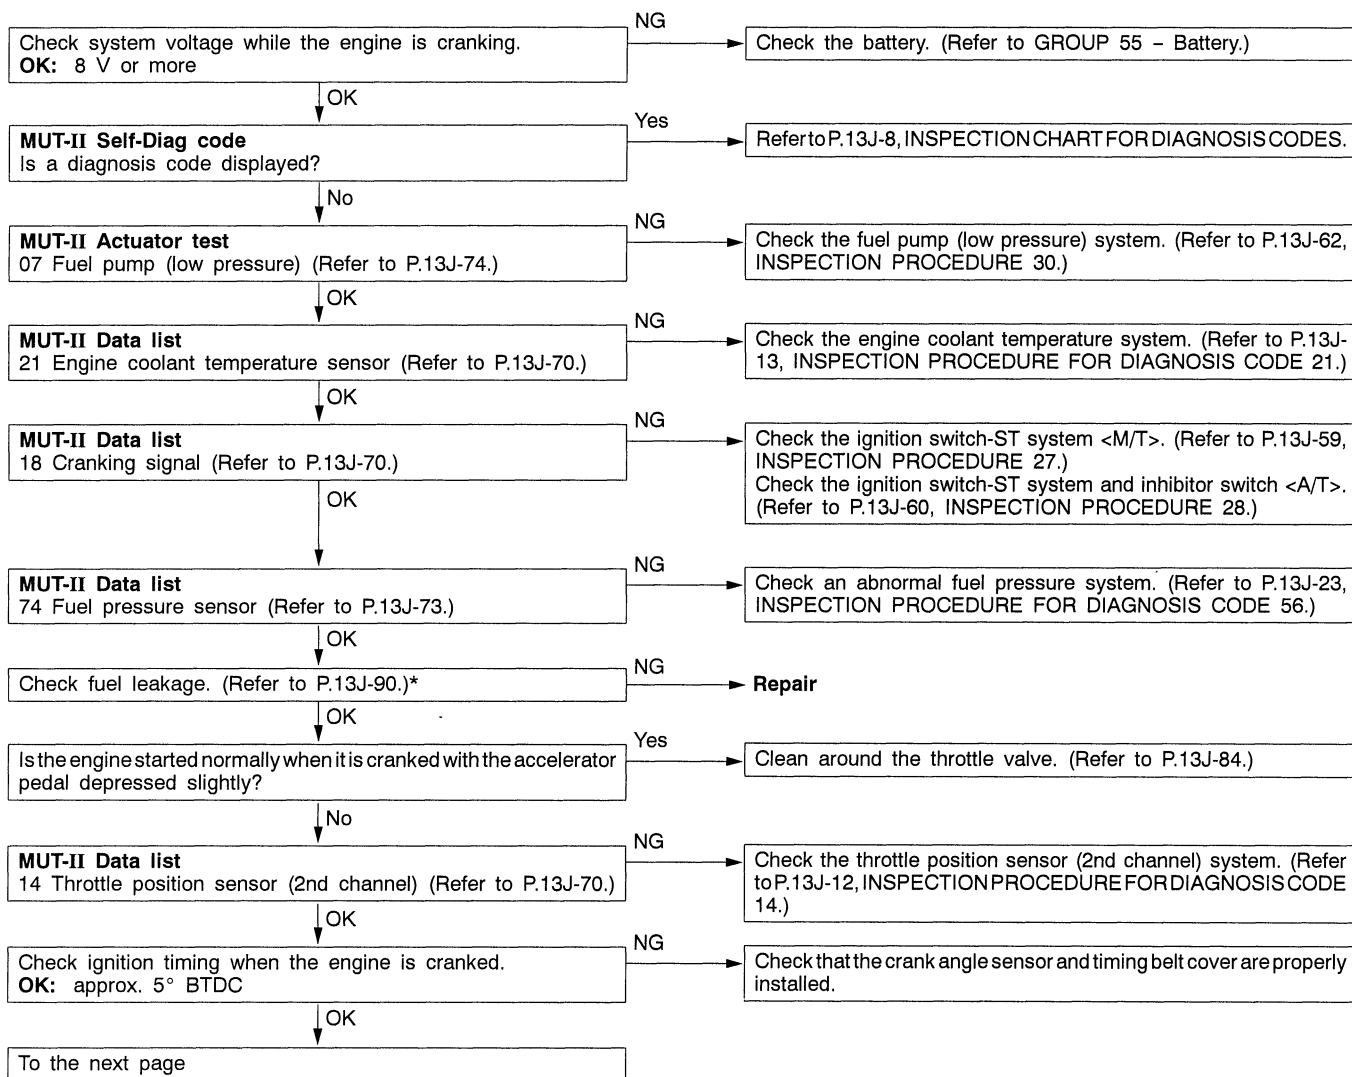 NG
Check system voltage while the engine is cranking.
OK: 8 V or more
Check the battery. (Refer to GROUP 55 – Battery.)
OK
MUT-II Self-Diag code
Is a diagnosis code displayed?
Yes
Refer to P.13J-8, INSPECTION CHART FOR DIAGNOSIS CODES.
No
MUT-II Actuator test
07 Fuel pump (low pressure) (Refer to P.13J-74.)
NG
Check the fuel pump (low pressure) system. (Refer to P.13J-62,
INSPECTION PROCEDURE 30.)
OK
MUT-II Data list
21 Engine coolant temperature sensor (Refer to P.13J-70.)
NG
Check the engine coolant temperature system. (Refer to P.13J-
13, INSPECTION PROCEDURE FOR DIAGNOSIS CODE 21.)
OK
MUT-II Data list
18 Cranking signal (Refer to P.13J-70.)
NG
Check the ignition switch-ST system <M/T>. (Refer to P.13J-59,
INSPECTION PROCEDURE 27.)
Check the ignition switch-ST system and inhibitor switch <A/T>.
(Refer to P.13J-60, INSPECTION PROCEDURE 28.)
OK
MUT-II Data list
74 Fuel pressure sensor (Refer to P.13J-73.)
NG
Check an abnormal fuel pressure system. (Refer to P.13J-23,
INSPECTION PROCEDURE FOR DIAGNOSIS CODE 56.)
OK
Check fuel leakage. (Refer to P.13J-90.)*
NG
Repair
OK
Is the engine started normally when it is cranked with the accelerator
pedal depressed slightly?
Yes
Clean around the throttle valve. (Refer to P.13J-84.)
No
MUT-II Data list
14 Throttle position sensor (2nd channel) (Refer to P.13J-70.)
NG
Check the throttle position sensor (2nd channel) system. (Refer
to P.13J-12, INSPECTION PROCEDURE FOR DIAGNOSIS CODE
14.)
OK
Check ignition timing when the engine is cranked.
OK: approx. 5° BTDC
NG
Check that the crank angle sensor and timing belt cover are properly
installed.
OK
To the next page